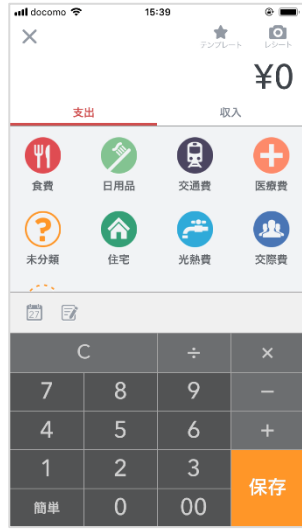 docomo 15:39
テンプレート レシート
¥0
支出 収入
食費 日用品 交通費 医療費
?
未分類 住宅 光熱費 交際費
27
C ÷ ×
7 8 9 −
4 5 6 +
1 2 3
保存
簡単 0 00